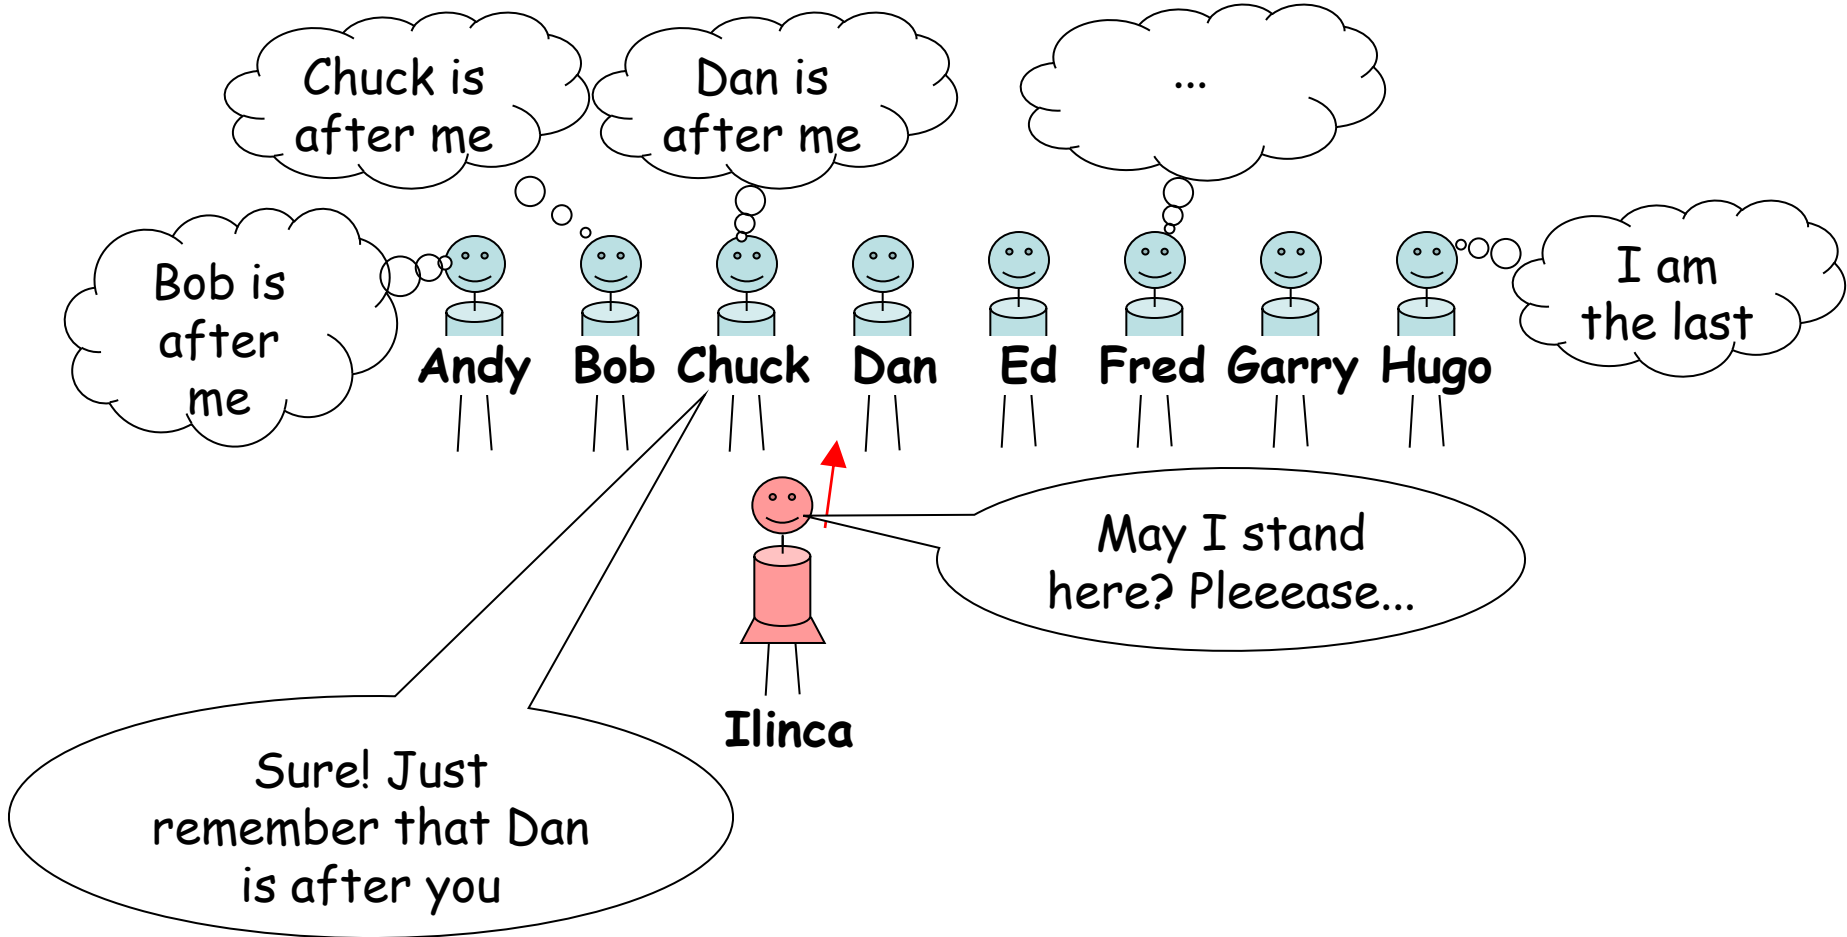 Chuck is
after me
Dan is
after me
...
Bob is
after
me
I am
the last
Andy Bob Chuck Dan Ed Fred Garry Hugo
May I stand
here? Pleeease...
Ilinca
Sure! Just
remember that Dan
is after you